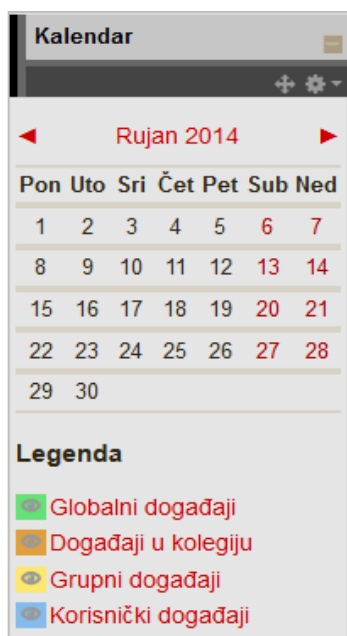 Kalendar
Rujan 2014
Pon Uto Sri Čet Pet Sub Ned
1 2 3 4 5 6 7
8 9 10 11 12 13 14
15 16 17 18 19 20 21
22 23 24 25 26 27 28
29 30
Legenda
Globalni događaji
Događaji u kolegiju
Grupni događaji
Korisnički događaji